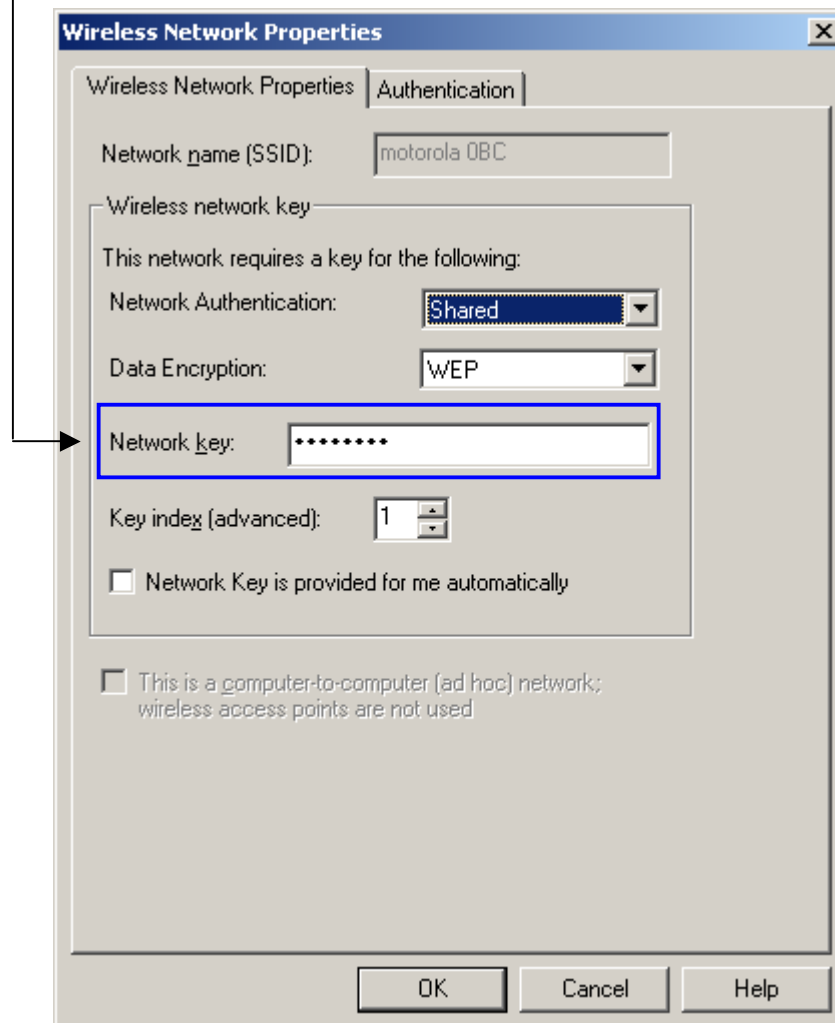 Wireless Network Properties
Wireless Network Properties
Authentication
Network name (SSID):
motorola 0BC
Wireless network key
This network requires a key for the following:
Network Authentication:
Shared
Data Encryption:
WEP
Network key:
••••••••
Key index (advanced):
1
Network Key is provided for me automatically
This is a computer-to-computer (ad hoc) network;
wireless access points are not used
OK
Cancel
Help